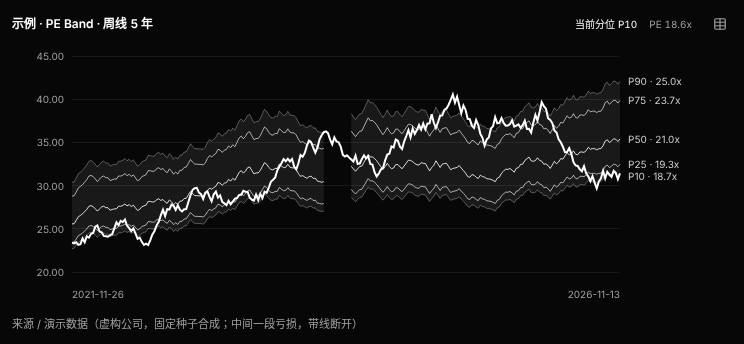 示例 · PE Band · 周线 5 年
当前分位 P10 PE 18.6x
45.00
40.00
35.00
30.00
25.00
20.00
P90 · 25.0x
P75 · 23.7x
P50 · 21.0x
P25 · 19.3x
P10 · 18.7x
2021-11-26
2026-11-13
来源 / 演示数据（虚构公司，固定种子合成；中间一段亏损，带线断开）